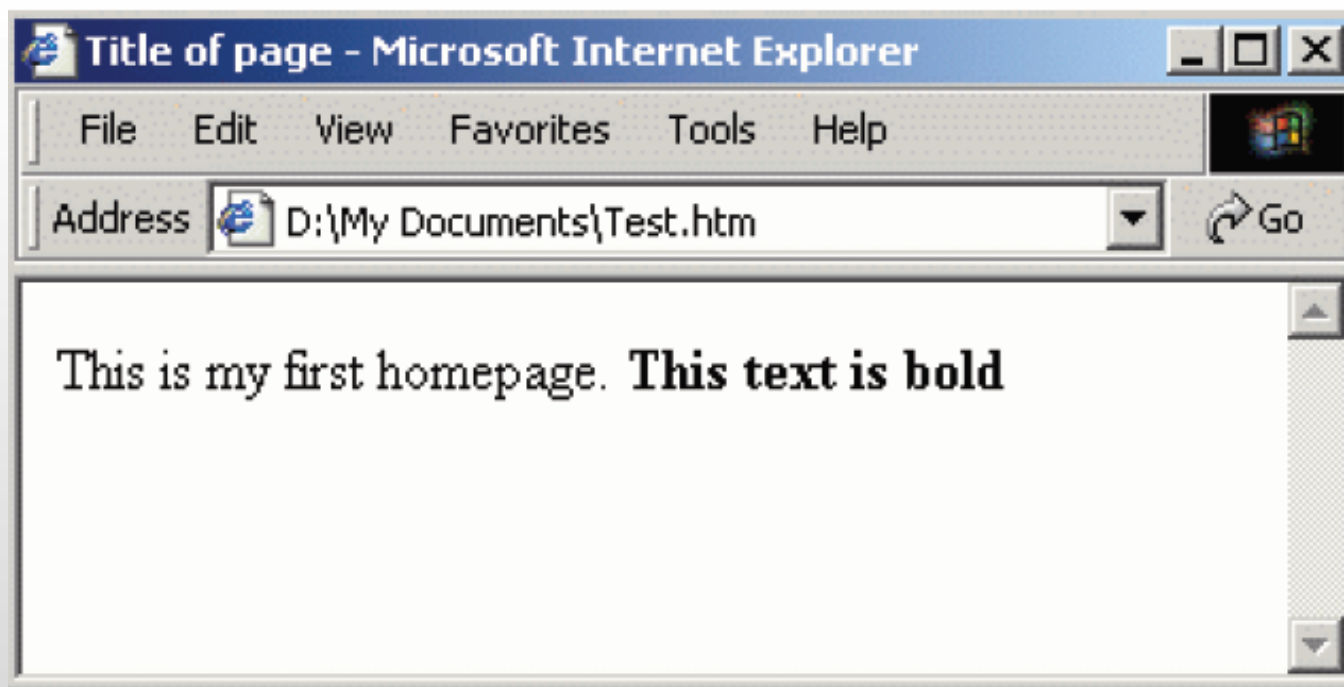 Title of page - Microsoft Internet Explorer
File Edit View Favorites Tools Help
Address D:\My Documents\Test.htm Go
This is my first homepage. This text is bold